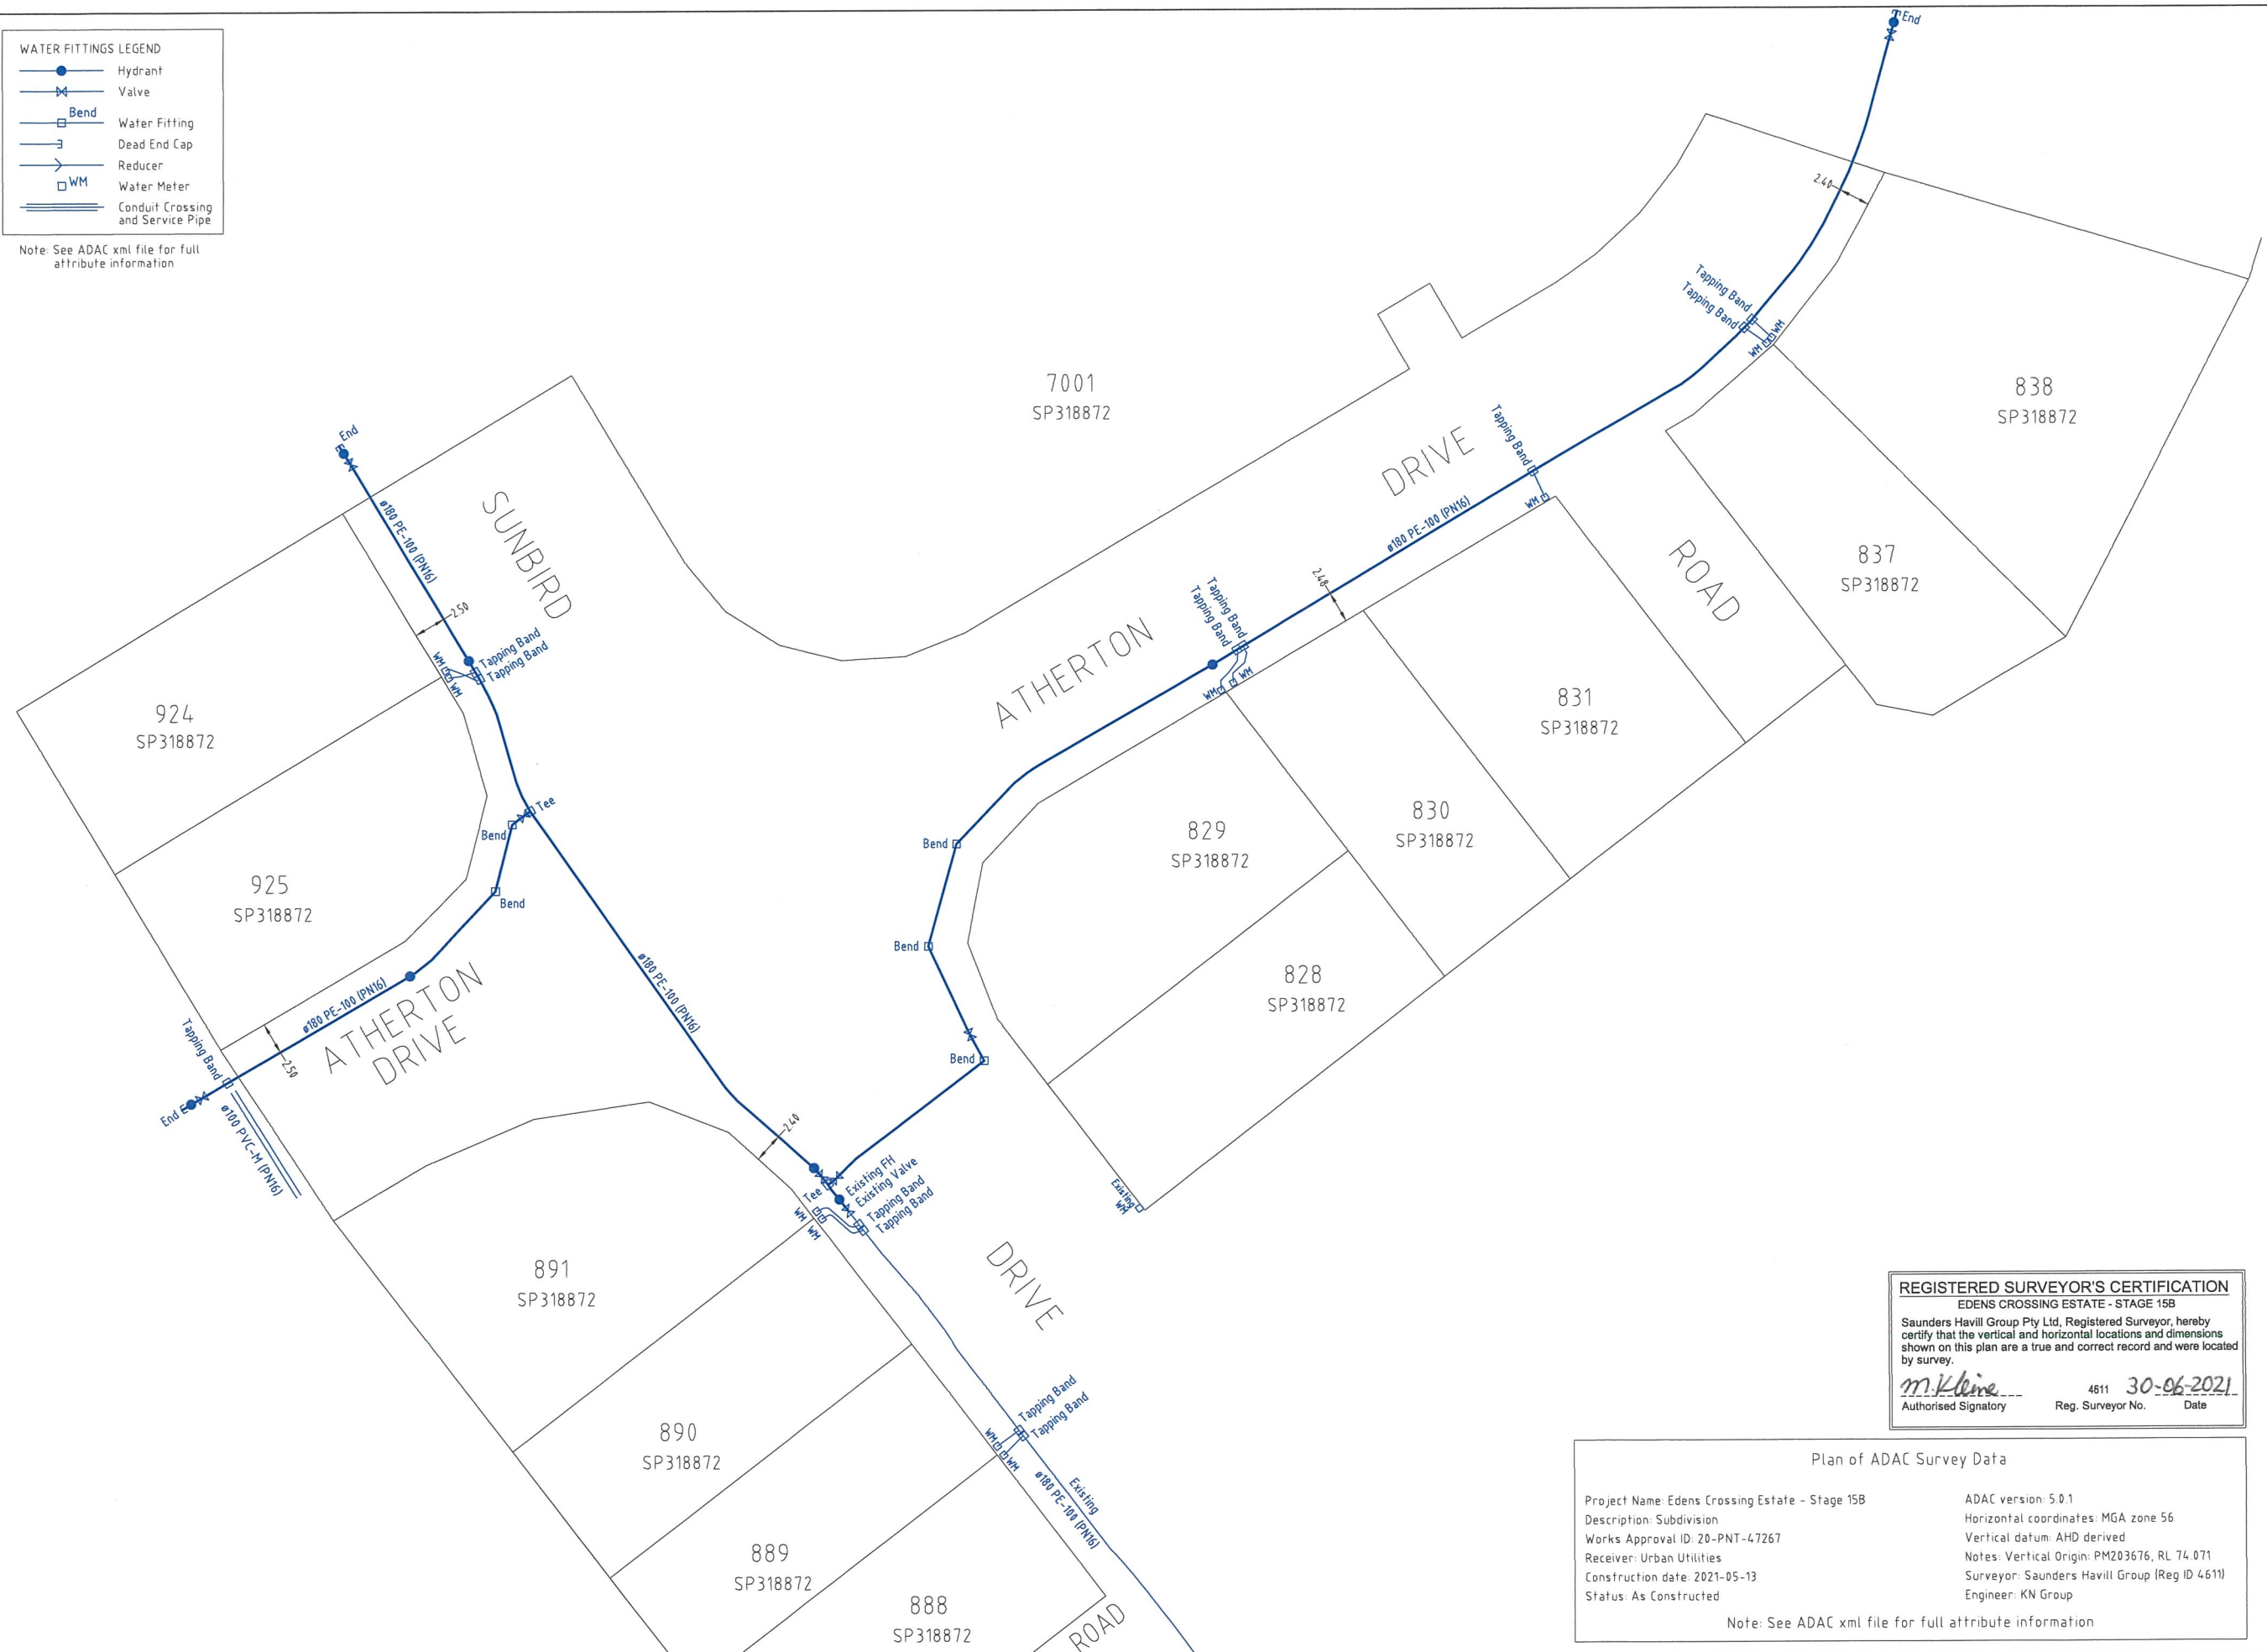 WATER FITTINGS LEGEND
Hydrant
Valve
Bend
Water Fitting
Dead End Cap
Reducer
WM
Water Meter
Conduit Crossing
and Service Pipe
Note: See ADAC xml file for full
attribute information
End
2.40
Tapping Band
Tapping Band
WM
WM
838
SP318872
7001
SP318872
DRIVE
Tapping Band
WM
ø180 PE-100 (PN16)
ROAD
837
SP318872
End
ø180 PE-100 (PN16)
SUNBIRD
2.50
Tapping Band
Tapping Band
WM
WM
2.40
Tapping Band
Tapping Band
WM
WM
ATHERTON
831
SP318872
924
SP318872
Tee
Bend
Bend
925
SP318872
Bend
829
SP318872
830
SP318872
Bend
828
SP318872
ø180 PE-100 (PN16)
ø180 PE-100 (PN16)
ATHERTON
DRIVE
2.50
Tapping Band
End
ø100 PVC-M (PN16)
Bend
2.40
Existing FH
Existing Valve
Tapping Band
Tapping Band
Tee
WM
WM
Existing
WM
DRIVE
891
SP318872
Tapping Band
Tapping Band
WM
WM
Existing
ø180 PE-100 (PN16)
890
SP318872
889
SP318872
888
SP318872
ROAD
REGISTERED SURVEYOR'S CERTIFICATION
EDENS CROSSING ESTATE - STAGE 15B
Saunders Havill Group Pty Ltd, Registered Surveyor, hereby
certify that the vertical and horizontal locations and dimensions
shown on this plan are a true and correct record and were located
by survey.
M.Kleine 4611 30-06-2021
Authorised Signatory Reg. Surveyor No. Date
Plan of ADAC Survey Data
Project Name: Edens Crossing Estate - Stage 15B
Description: Subdivision
Works Approval ID: 20-PNT-47267
Receiver: Urban Utilities
Construction date: 2021-05-13
Status: As Constructed
ADAC version: 5.0.1
Horizontal coordinates: MGA zone 56
Vertical datum: AHD derived
Notes: Vertical Origin: PM203676, RL 74.071
Surveyor: Saunders Havill Group (Reg ID 4611)
Engineer: KN Group
Note: See ADAC xml file for full attribute information